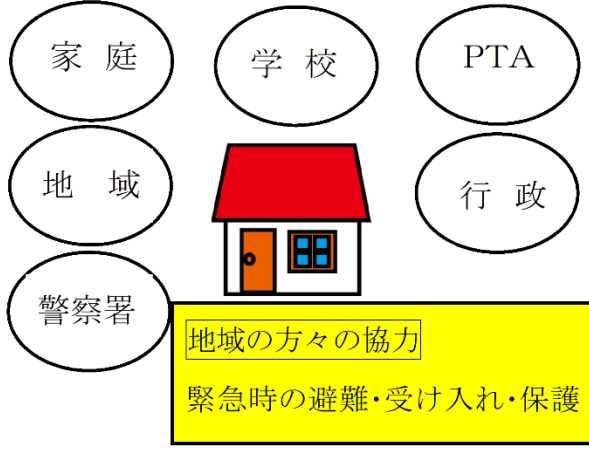 家 庭
学 校
PTA
地 域
行 政
警察署
地域の方々の協力
緊急時の避難・受け入れ・保護